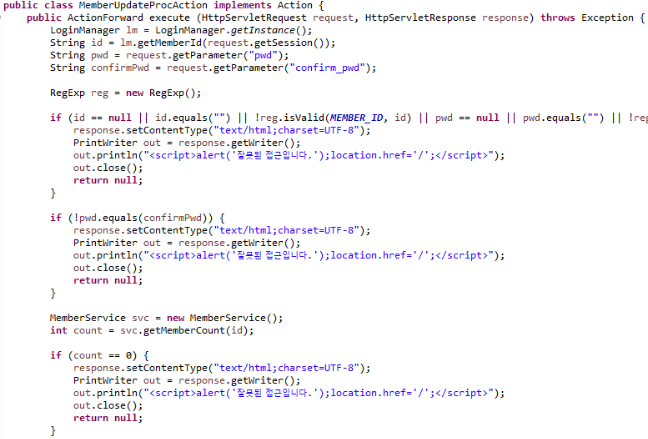 public class MemberUpdateProcAction implements Action {
    public ActionForward execute (HttpServletRequest request, HttpServletResponse response) throws Exception {
        LoginManager lm = LoginManager.getInstance();
        String id = lm.getMemberId(request.getSession());
        String pwd = request.getParameter("pwd");
        String confirmPwd = request.getParameter("confirm_pwd");

        RegExp reg = new RegExp();

        if (id == null || id.equals("") || !reg.isValid(MEMBER_ID, id) || pwd == null || pwd.equals("") || !reg
            response.setContentType("text/html;charset=UTF-8");
            PrintWriter out = response.getWriter();
            out.println("<script>alert('잘못된 접근입니다.');location.href='/';</script>");
            out.close();
            return null;
        }

        if (!pwd.equals(confirmPwd)) {
            response.setContentType("text/html;charset=UTF-8");
            PrintWriter out = response.getWriter();
            out.println("<script>alert('잘못된 접근입니다.');location.href='/';</script>");
            out.close();
            return null;
        }

        MemberService svc = new MemberService();
        int count = svc.getMemberCount(id);

        if (count == 0) {
            response.setContentType("text/html;charset=UTF-8");
            PrintWriter out = response.getWriter();
            out.println("<script>alert('잘못된 접근입니다.');location.href='/';</script>");
            out.close();
            return null;
        }